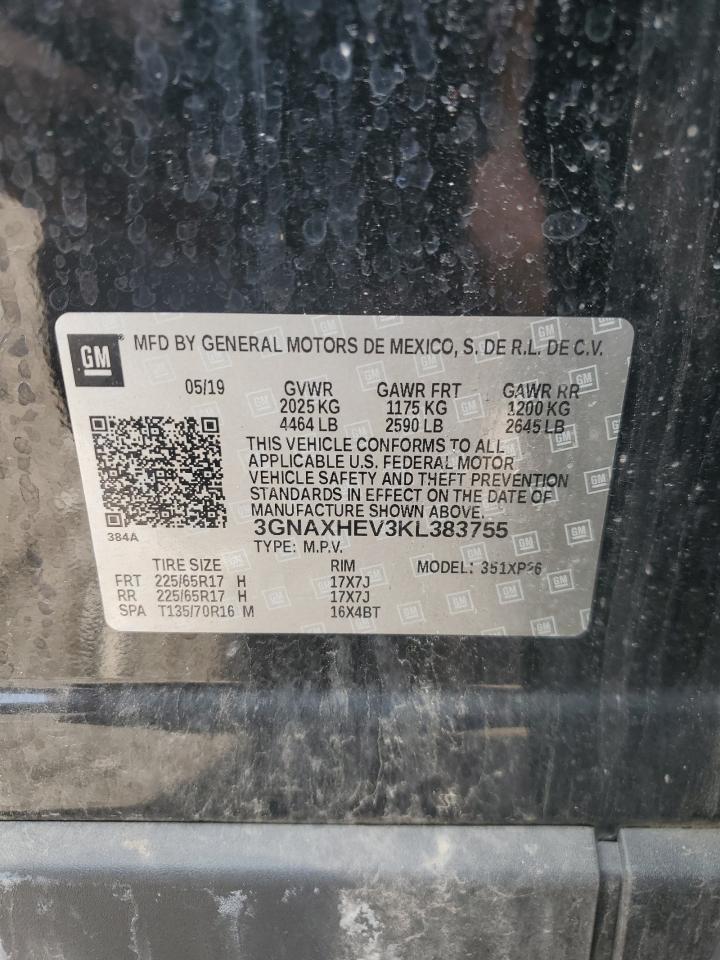 GM
MFD BY GENERAL MOTORS DE MEXICO, S. DE R.L. DE C.V.
05/19 GVWR GAWR FRT GAWR RR
2025 KG 1175 KG 1200 KG
4464 LB 2590 LB 2645 LB
THIS VEHICLE CONFORMS TO ALL
APPLICABLE U.S. FEDERAL MOTOR
VEHICLE SAFETY AND THEFT PREVENTION
STANDARDS IN EFFECT ON THE DATE OF
MANUFACTURE SHOWN ABOVE.
3GNAXHEV3KL383755
384A
TYPE: M.P.V.
TIRE SIZE RIM MODEL:
FRT 225/65R17 H 17X7J
RR 225/65R17 H 17X7J
SPA T135/70R16 M 16X4BT